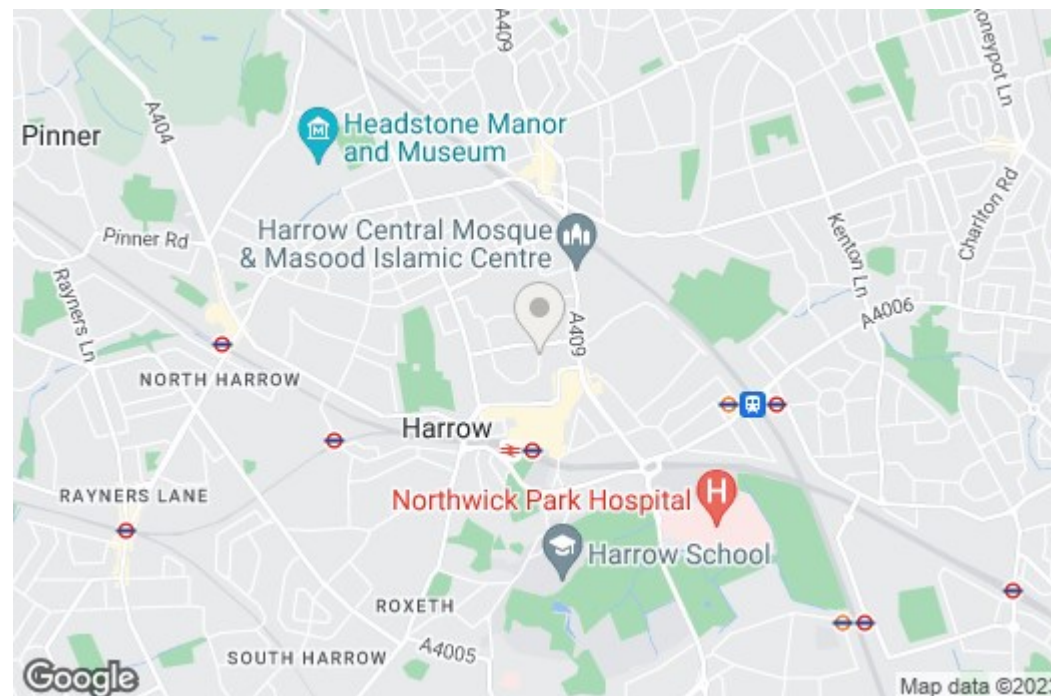 A409
Honeypot Ln
A404
Pinner
Headstone Manor
and Museum
Charlton Rd
Kenton Ln
Harrow Central Mosque
& Masood Islamic Centre
Pinner Rd
Rayners Ln
A409
A4006
NORTH HARROW
Harrow
RAYNERS LANE
Northwick Park Hospital
H
Harrow School
ROXETH
A4005
SOUTH HARROW
Google
Map data ©202